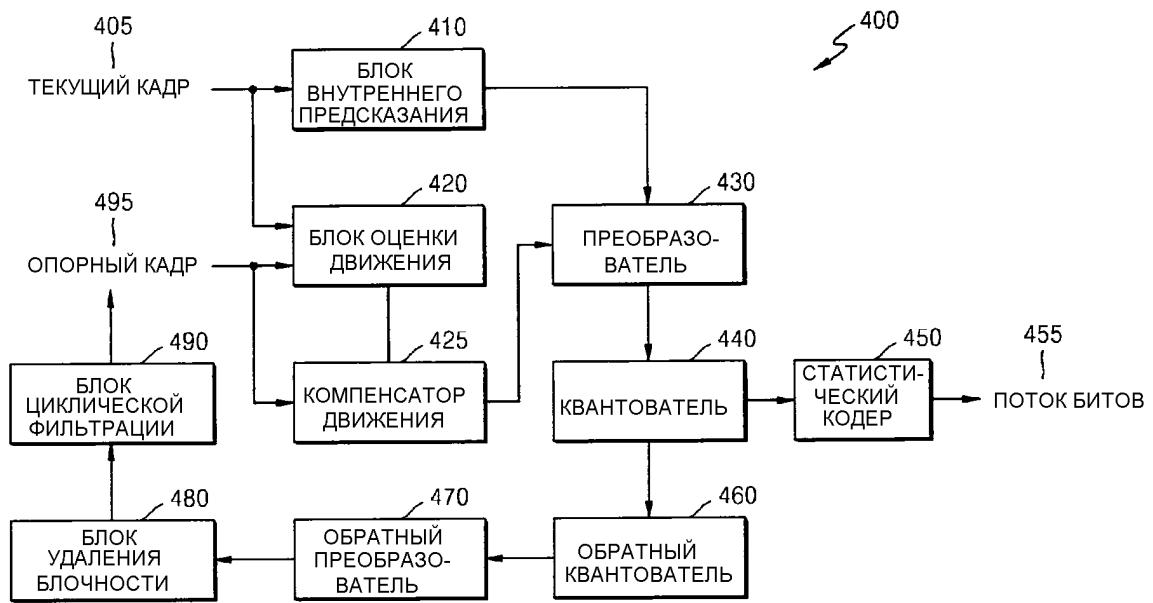 405
410
400
ТЕКУЩИЙ КАДР
БЛОК
ВНУТРЕННЕГО
ПРЕДСКАЗАНИЯ
495
420
430
ОПОРНЫЙ КАДР
БЛОК ОЦЕНКИ
ДВИЖЕНИЯ
ПРЕОБРАЗО-
ВАТЕЛЬ
490
425
440
450
455
БЛОК
ЦИКЛИЧЕСКОЙ
ФИЛЬТРАЦИИ
КОМПЕНСАТОР
ДВИЖЕНИЯ
КВАНТОВАТЕЛЬ
СТАТИСТИ-
ЧЕСКИЙ
КОДЕР
ПОТОК БИТОВ
480
470
460
БЛОК
УДАЛЕНИЯ
БЛОЧНОСТИ
ОБРАТНЫЙ
ПРЕОБРАЗО-
ВАТЕЛЬ
ОБРАТНЫЙ
КВАНТОВАТЕЛЬ